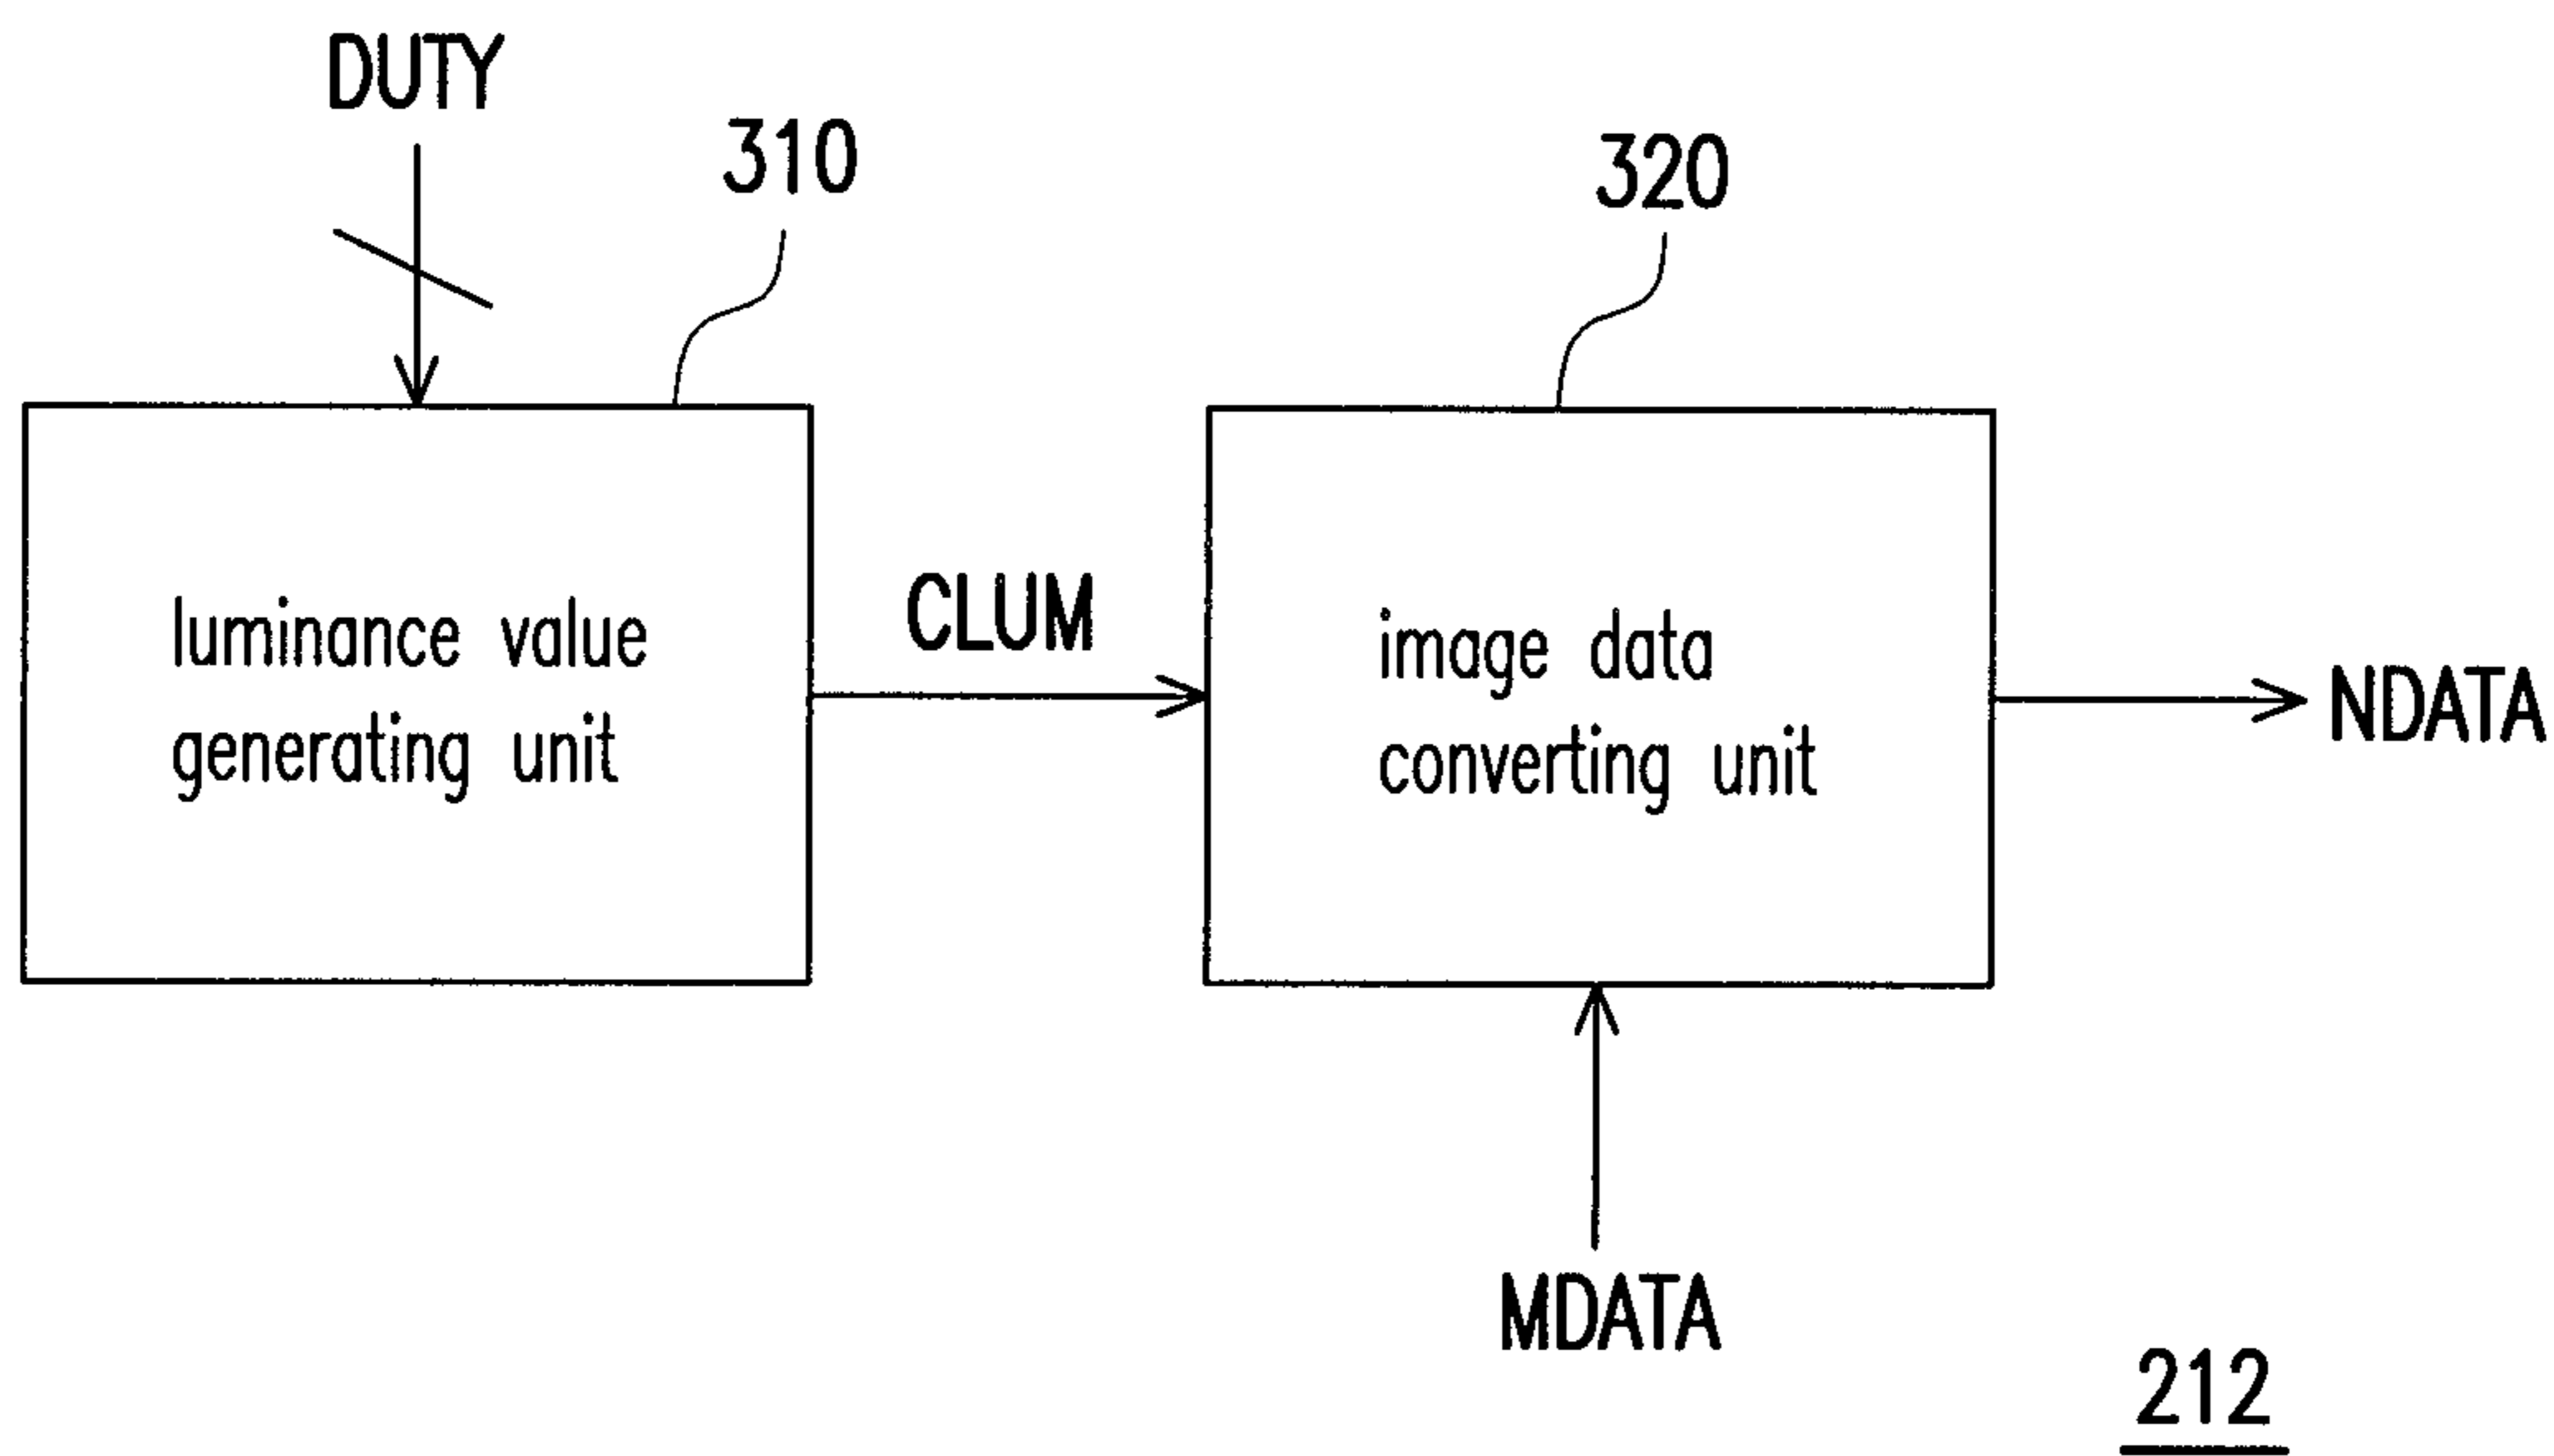 DUTY
310
320
luminance value
generating unit
CLUM
image data
converting unit
NDATA
MDATA
212